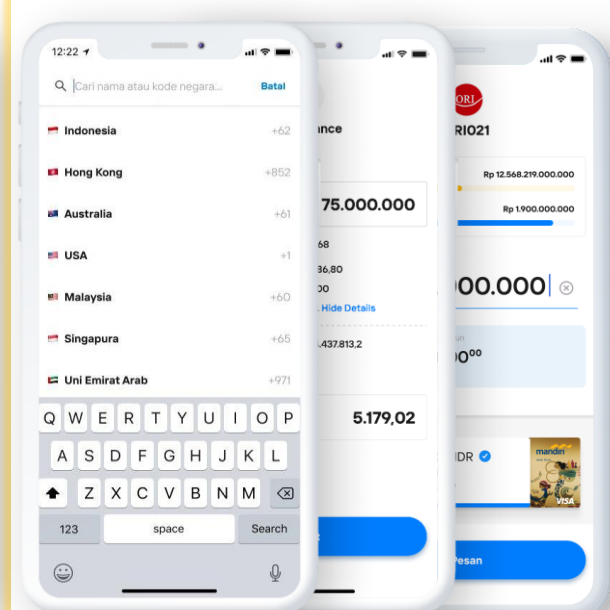 12:22
Cari nama atau kode negara...
Batal
Indonesia +62
Hong Kong +852
Australia +61
USA +1
Malaysia +60
Singapura +65
Uni Emirat Arab +971
Q W E R T Y U I O P
A S D F G H J K L
Z X C V B N M
123 space Search
nce
75.000.000
68
36,80
00
Hide Details
.437.813,2
5.179,02
ORI
RI021
Rp 12.568.219.000.000
Rp 1.900.000.000
00.000
0⁰⁰
DR
mandiri
VISA
esan